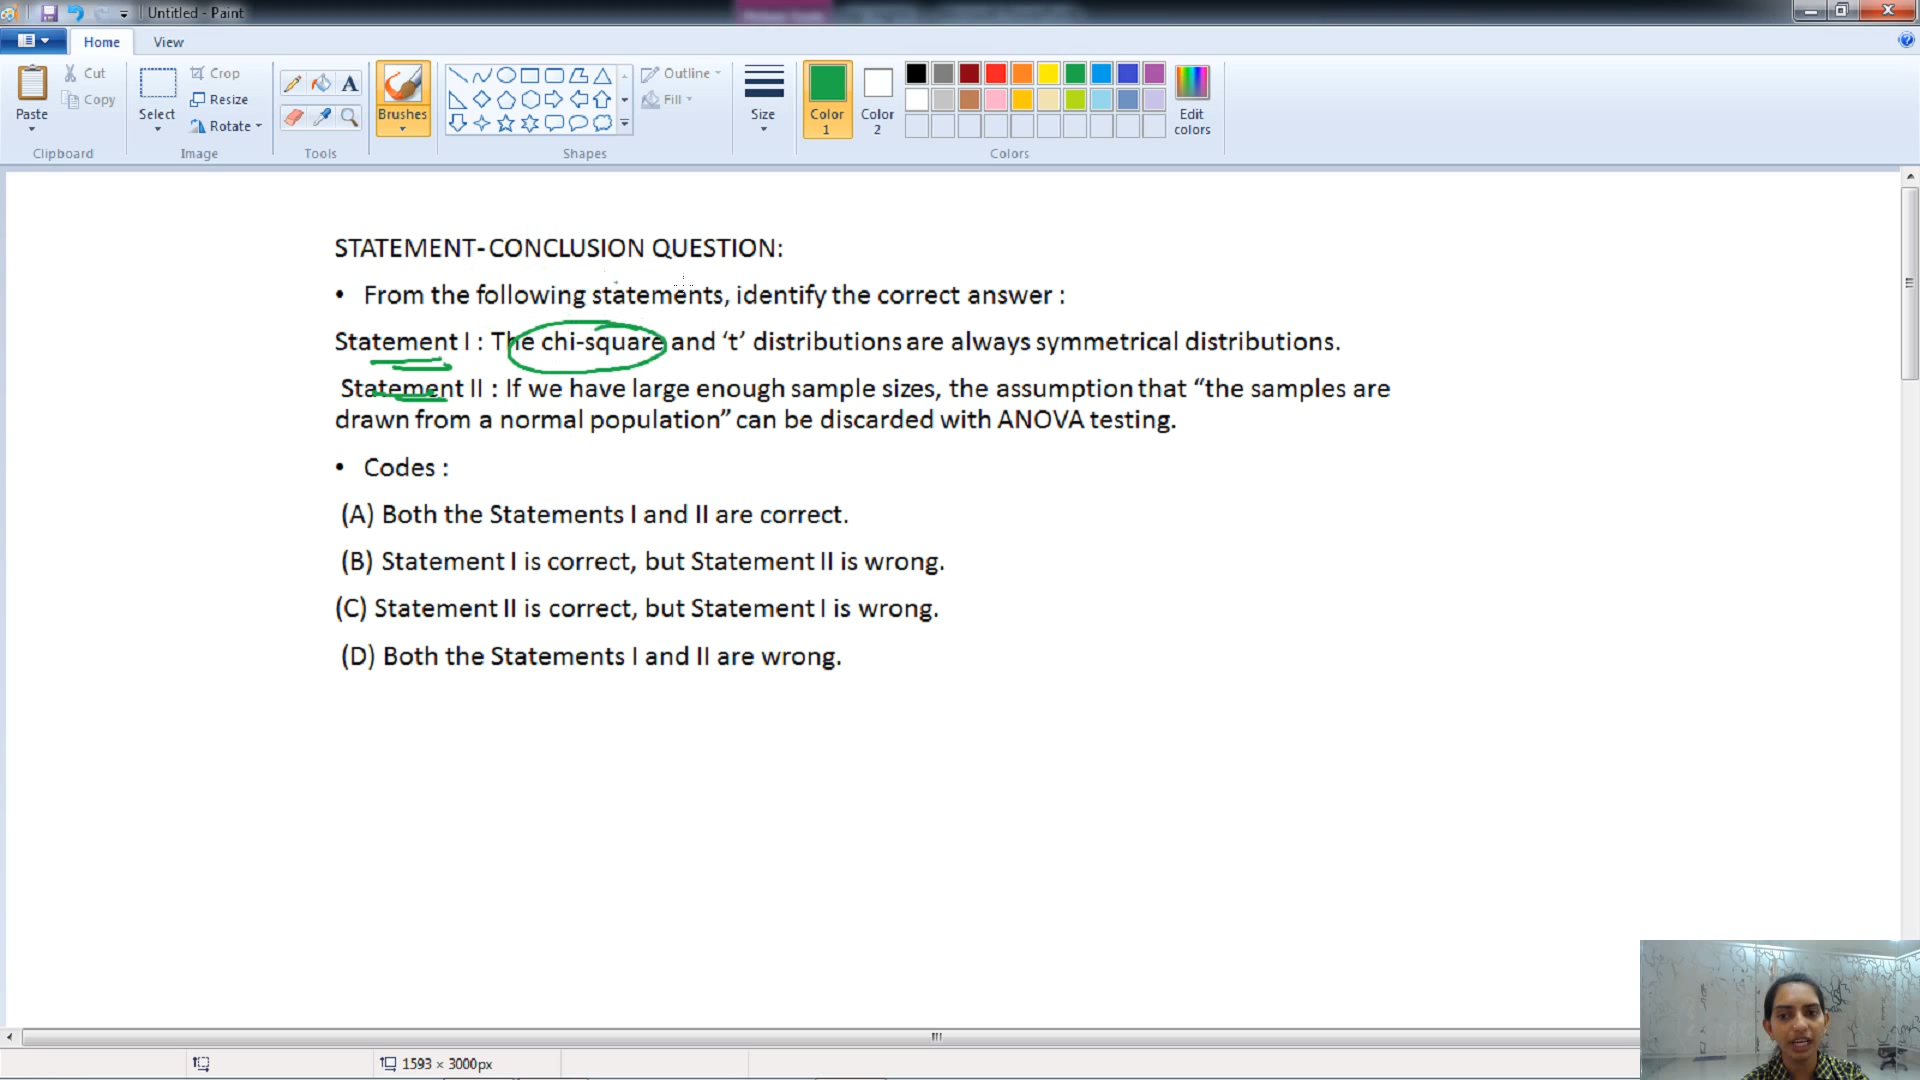 Untitled - Paint
Home View
Paste
Cut
Copy
Clipboard
Select
Crop
Resize
Rotate
Image
Tools
Brushes
Shapes
Outline
Fill
Size
Color 1
Color 2
Edit colors
Colors
STATEMENT-CONCLUSION QUESTION:
• From the following statements, identify the correct answer :
Statement I : The chi-square and ‘t’ distributions are always symmetrical distributions.
Statement II : If we have large enough sample sizes, the assumption that “the samples are
drawn from a normal population” can be discarded with ANOVA testing.
• Codes :
(A) Both the Statements I and II are correct.
(B) Statement I is correct, but Statement II is wrong.
(C) Statement II is correct, but Statement I is wrong.
(D) Both the Statements I and II are wrong.
1593 × 3000px